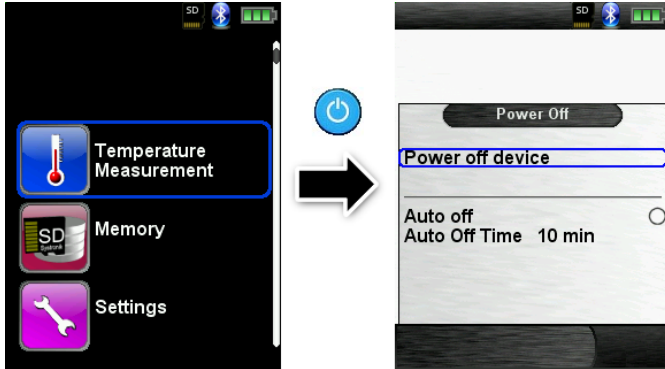 SD
Temperature
Measurement
SD
Systronik
Memory
Settings
SD
Power Off
Power off device
Auto off
Auto Off Time 10 min